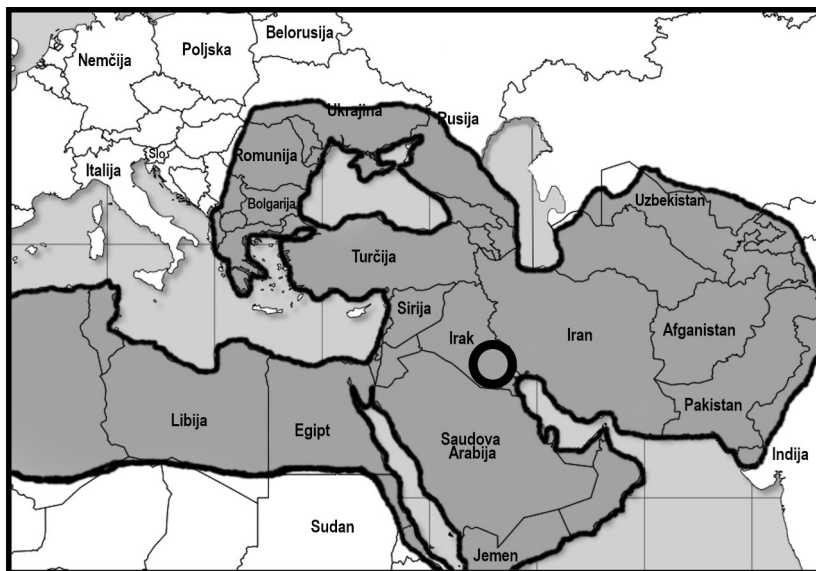 Belorusija
Poljska
Nemčija
Ukrajina
Rusija
Slo
Romunija
Italija
Uzbekistan
Bolgarija
Turčija
Sirija
Irak
Iran
Afganistan
Pakistan
Libija
Egipt
Saudova
Arabija
Indija
Sudan
Jemen